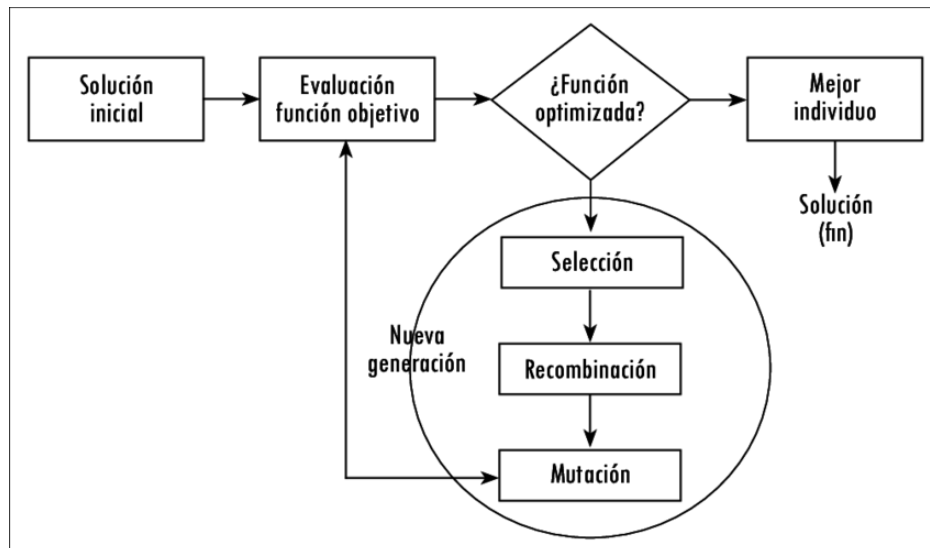 Solución
inicial
Evaluación
función objetivo
¿Función
optimizada?
Mejor
individuo
Solución
(fin)
Selección
Nueva
generación
Recombinación
Mutación